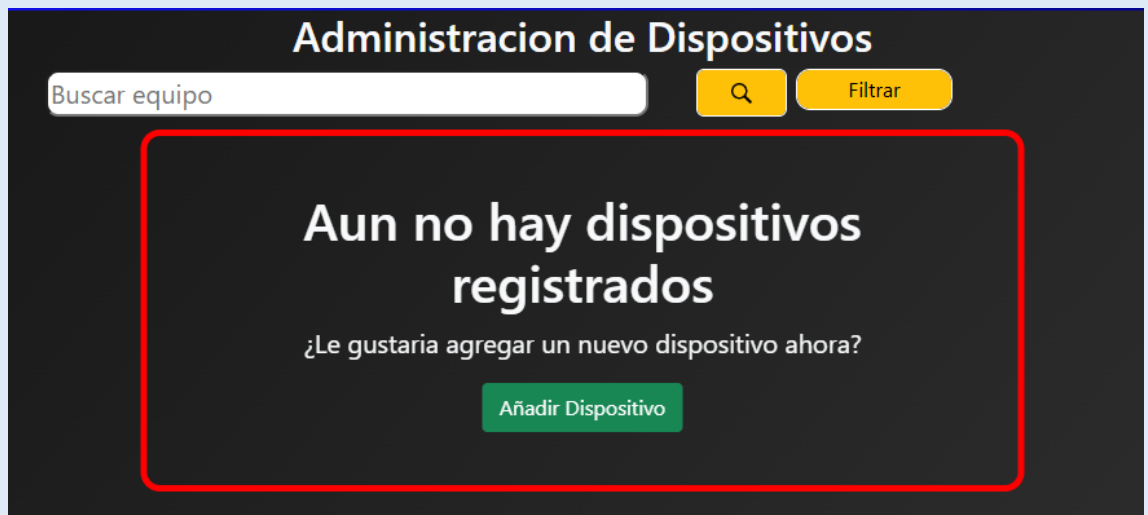 Administracion de Dispositivos
Buscar equipo
Filtrar
Aun no hay dispositivos
registrados
¿Le gustaria agregar un nuevo dispositivo ahora?
Añadir Dispositivo